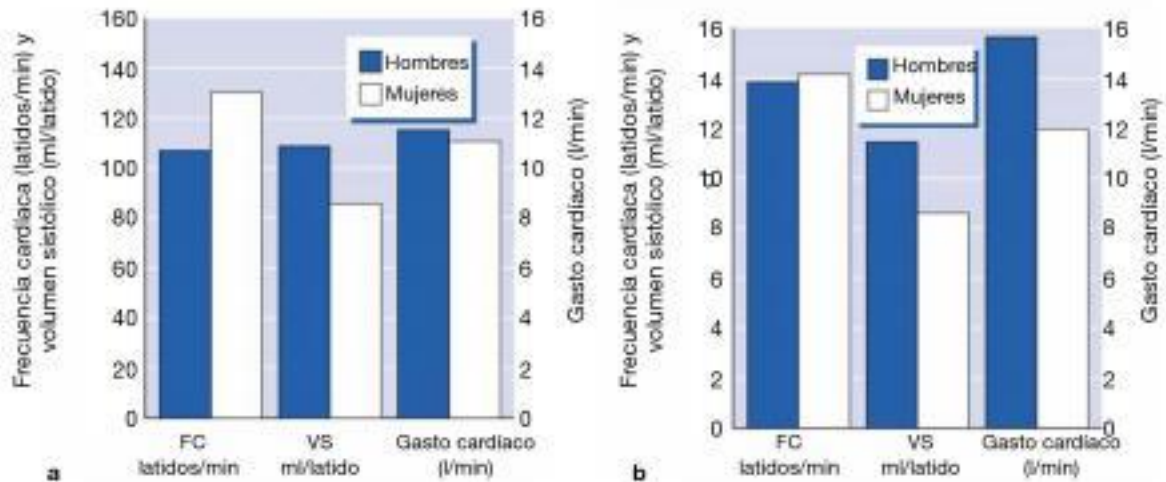 160
140
120
100
80
60
40
20
0
Frecuencia cardíaca (latidos/min) y
volumen sistólico (ml/latido)
Hombres
Mujeres
16
14
12
10
8
6
4
2
0
Gasto cardíaco (l/min)
FC
latidos/min
VS
ml/latido
Gasto cardíaco
(l/min)
a
16
14
12
10
8
6
4
2
0
Frecuencia cardíaca (latidos/min) y
volumen sistólico (ml/latido)
Hombres
Mujeres
16
14
12
10
8
6
4
2
0
Gasto cardíaco (l/min)
FC
latidos/min
VS
ml/latido
Gasto cardíaco
(l/min)
b